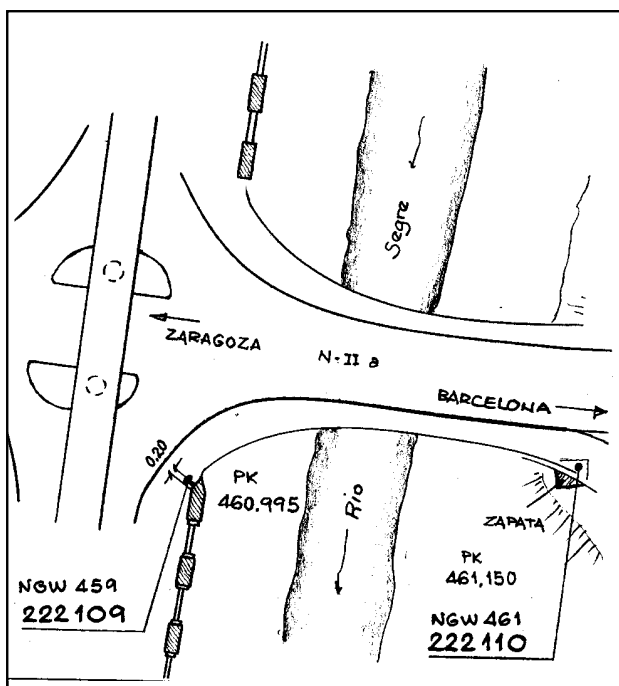 Segre
ZARAGOZA
N-II a
BARCELONA
0.20
PK
460.995
Rio
ZAPATA
PK
461,150
NGW 459
222109
NGW 461
222110